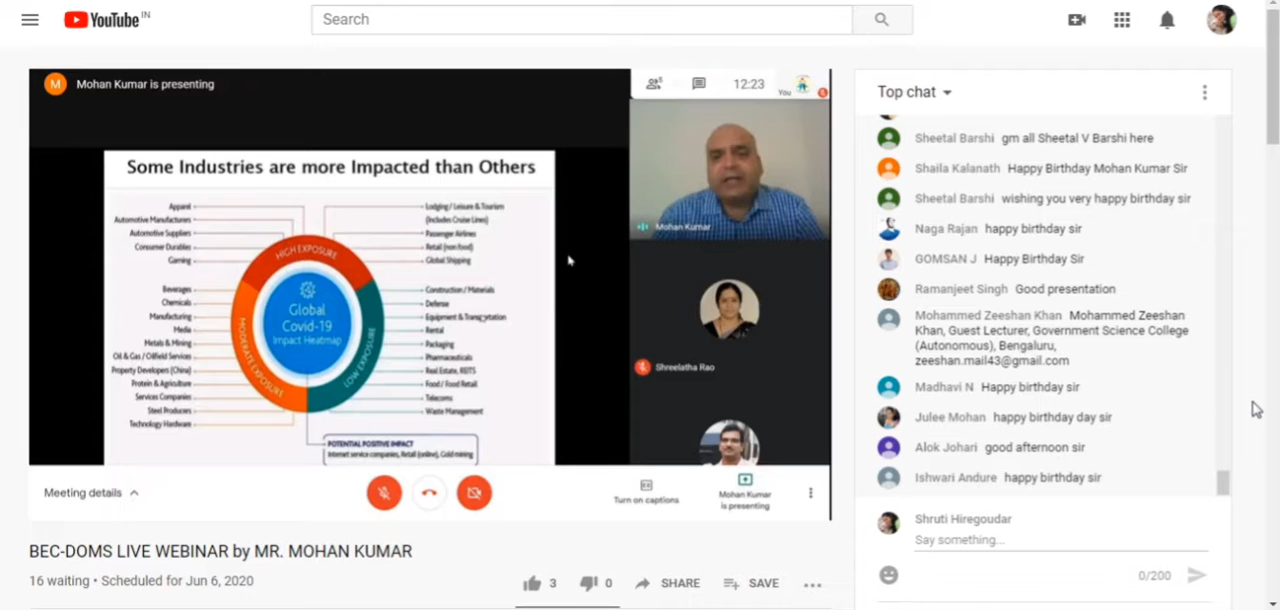 YouTube IN
Search
M Mohan Kumar is presenting
5
12:23
You
Some Industries are more Impacted than Others
Apparel
Automotive Manufacturers
Automotive Suppliers
Consumer Durables
Gaming
Beverages
Chemicals
Manufacturing
Media
Metals & Mining
Oil & Gas / Oilfield Services
Property Developers (China)
Protein & Agriculture
Services Companies
Steel Producers
Technology Hardware
HIGH EXPOSURE
MODERATE EXPOSURE
LOW EXPOSURE
Global
Covid-19
Impact Heatmap
Lodging / Leisure & Tourism
(Includes Cruise Lines)
Passenger Airlines
Retail (non food)
Global Shipping
Construction / Materials
Defense
Equipment & Transportation
Rental
Packaging
Pharmaceuticals
Real Estate, REITS
Food / Food Retail
Telecoms
Waste Management
POTENTIAL POSITIVE IMPACT
Internet service companies, Retail (online), Gold mining
Mohan Kumar
Shreelatha Rao
Meeting details
Turn on captions
Mohan Kumar
is presenting
BEC-DOMS LIVE WEBINAR by MR. MOHAN KUMAR
16 waiting • Scheduled for Jun 6, 2020
3
0
SHARE
SAVE
Top chat
Sheetal Barshi gm all Sheetal V Barshi here
Shaila Kalanath Happy Birthday Mohan Kumar Sir
Sheetal Barshi wishing you very happy birthday sir
Naga Rajan happy birthday sir
GOMSAN J Happy Birthday Sir
Ramanjeet Singh Good presentation
Mohammed Zeeshan Khan Mohammed Zeeshan
Khan, Guest Lecturer, Government Science College
(Autonomous), Bengaluru,
zeeshan.mail43@gmail.com
Madhavi N Happy birthday sir
Julee Mohan happy birthday day sir
Alok Johari good afternoon sir
Ishwari Andure happy birthday sir
Shruti Hiregoudar
Say something...
0/200